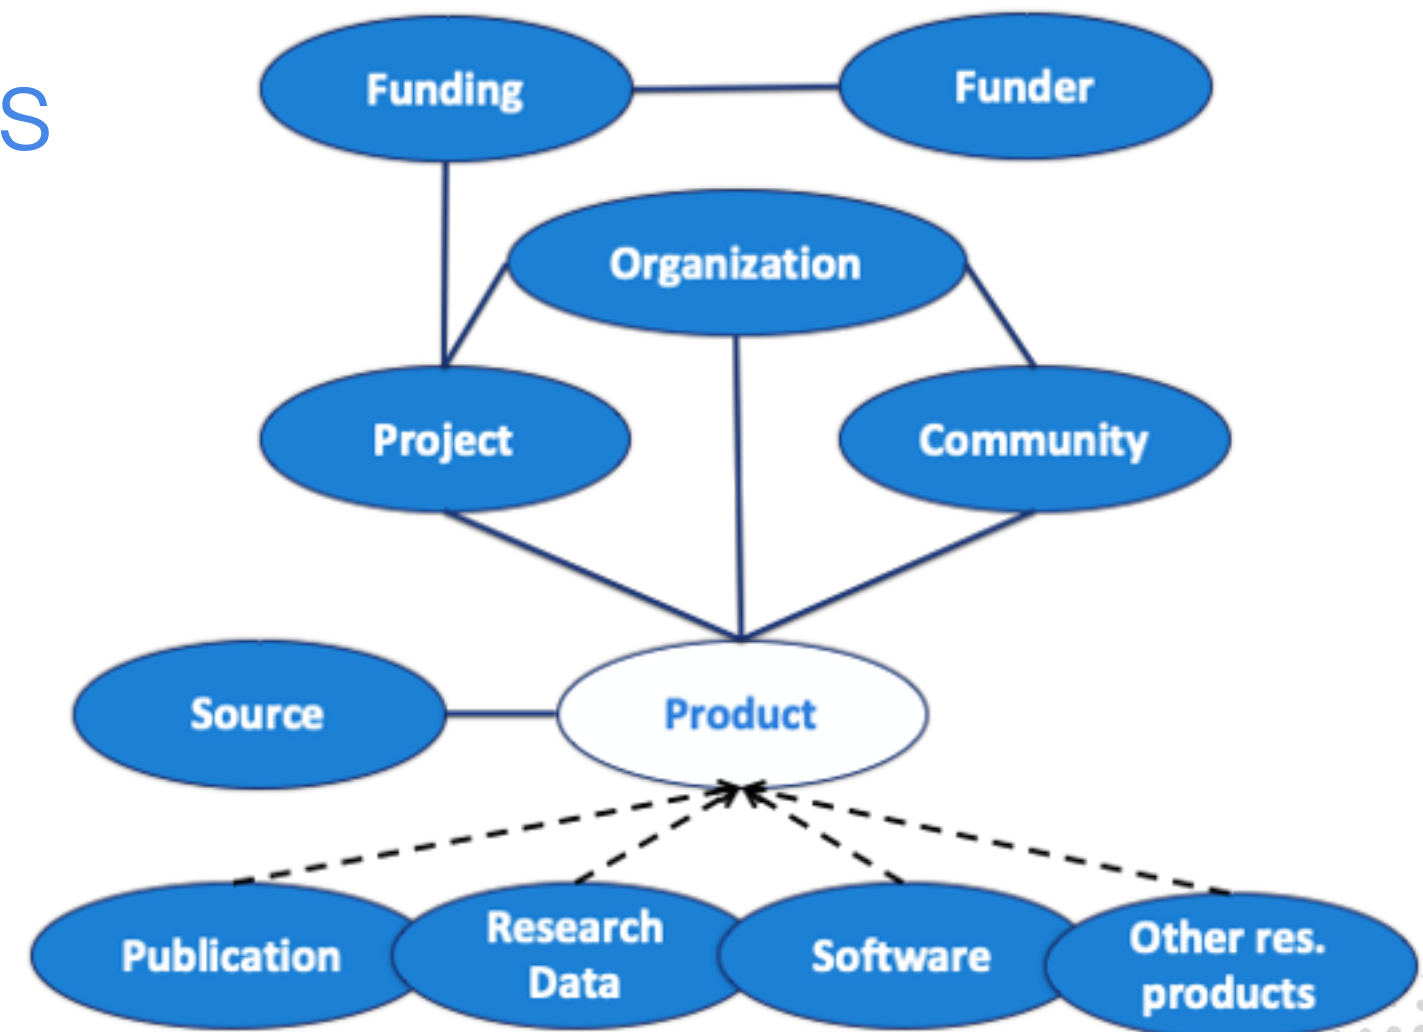 s
Funding
Funder
Organization
Project
Community
Source
Product
Publication
Research
Data
Software
Other res.
products